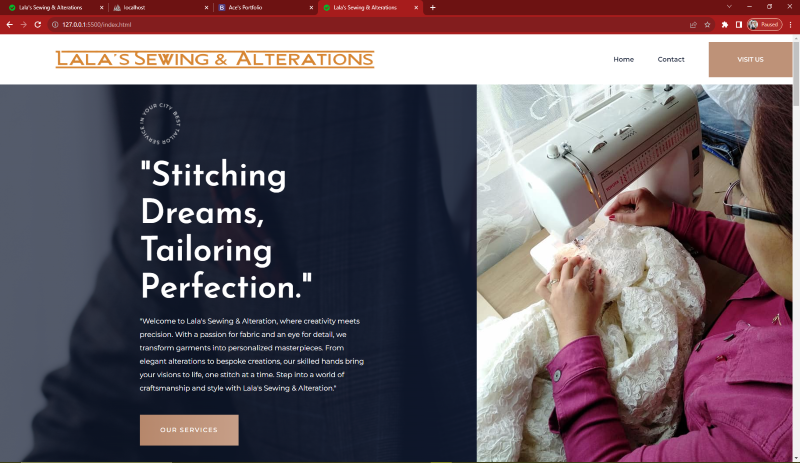 Lala's Sewing & Alterations
localhost
Ace's Portfolio
Lala's Sewing & Alterations
127.0.0.1:5500/index.html
Paused
LALA'S SEWING & ALTERATIONS
Home
Contact
VISIT US
BEST TAILOR SERVICE IN YOUR CITY
"Stitching
Dreams,
Tailoring
Perfection."
"Welcome to Lala's Sewing & Alteration, where creativity meets
precision. With a passion for fabric and an eye for detail, we
transform garments into personalized masterpieces. From
elegant alterations to bespoke creations, our skilled hands bring
your visions to life, one stitch at a time. Step into a world of
craftsmanship and style with Lala's Sewing & Alteration."
OUR SERVICES